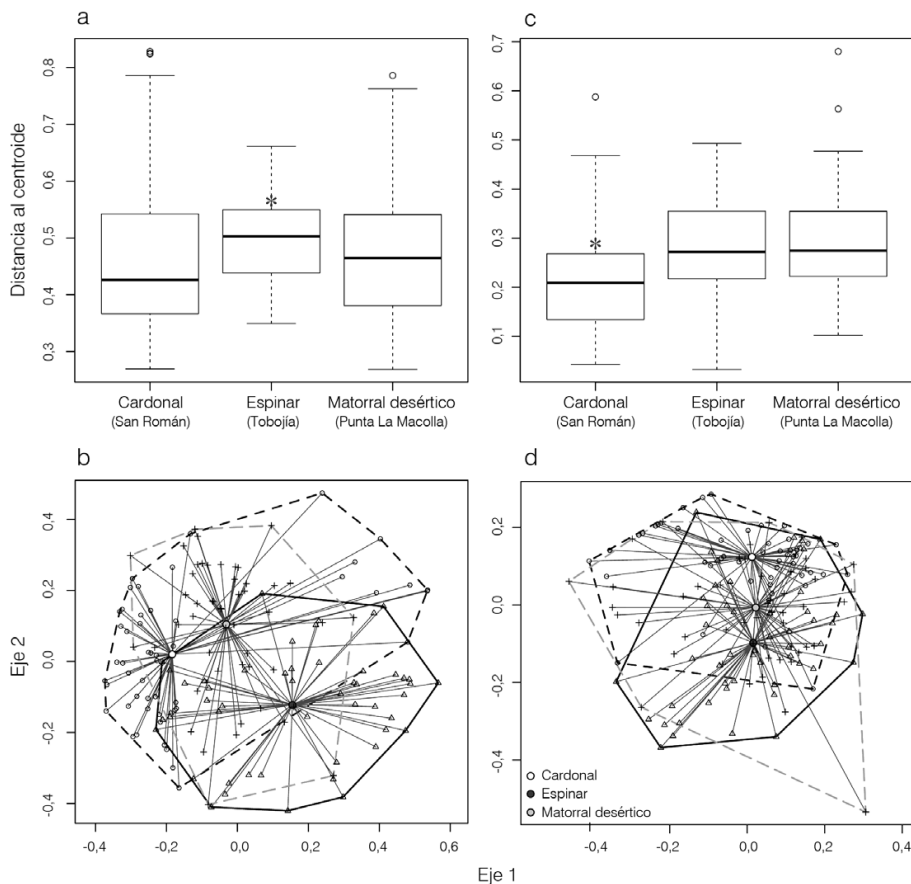 a
c
Distancia al centroide
0,8
0,7
0,6
0,5
0,4
0,3
*
Cardonal
(San Román)
Espinar
(Tobojía)
Matorral desértico
(Punta La Macolla)
0,7
0,6
0,5
0,4
0,3
0,2
0,1
*
Cardonal
(San Román)
Espinar
(Tobojía)
Matorral desértico
(Punta La Macolla)
b
d
Eje 2
0,4
0,2
0,0
-0,2
-0,4
-0,4
-0,2
0,0
0,2
0,4
0,6
0,2
0,0
-0,2
-0,4
Cardonal
Espinar
Matorral desértico
-0,4
-0,2
0,0
0,2
0,4
Eje 1